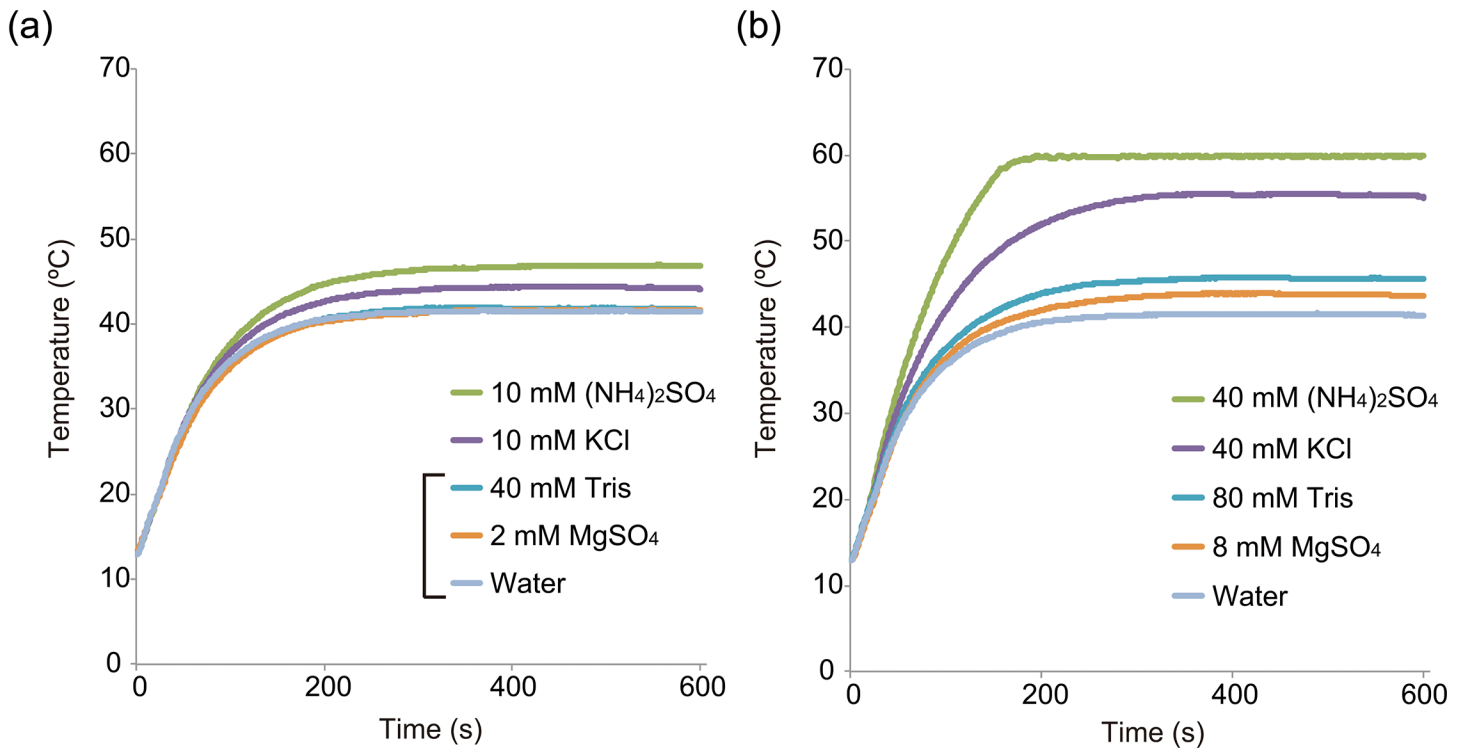 (a)
70
60
50
40
30
20
10
0
Temperature (ºC)
10 mM (NH4)2SO4
10 mM KCl
40 mM Tris
2 mM MgSO4
Water
0 200 400 600
Time (s)
(b)
70
60
50
40
30
20
10
0
Temperature (ºC)
40 mM (NH4)2SO4
40 mM KCl
80 mM Tris
8 mM MgSO4
Water
0 200 400 600
Time (s)